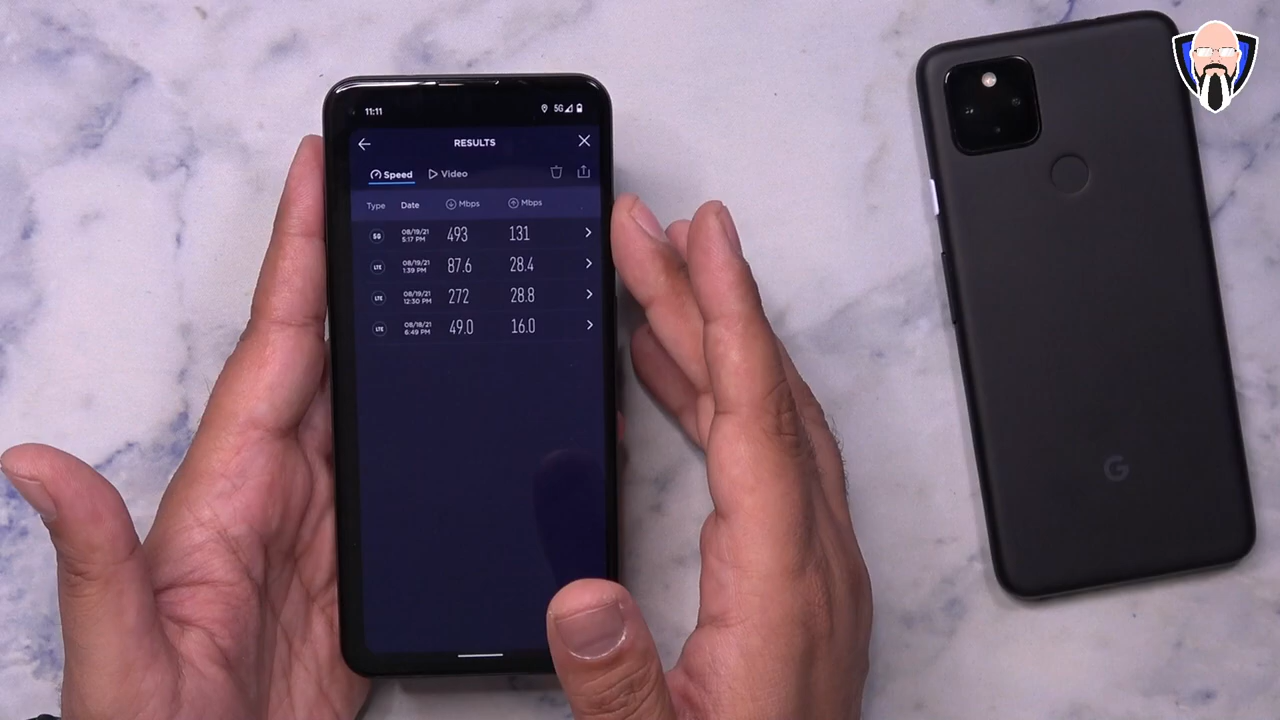 11:11 5G
RESULTS
Speed Video
Type Date Mbps Mbps
5G 08/19/21 5:17 PM 493 131
LTE 08/19/21 1:39 PM 87.6 28.4
LTE 08/19/21 12:30 PM 272 28.8
LTE 08/18/21 6:49 PM 49.0 16.0
G